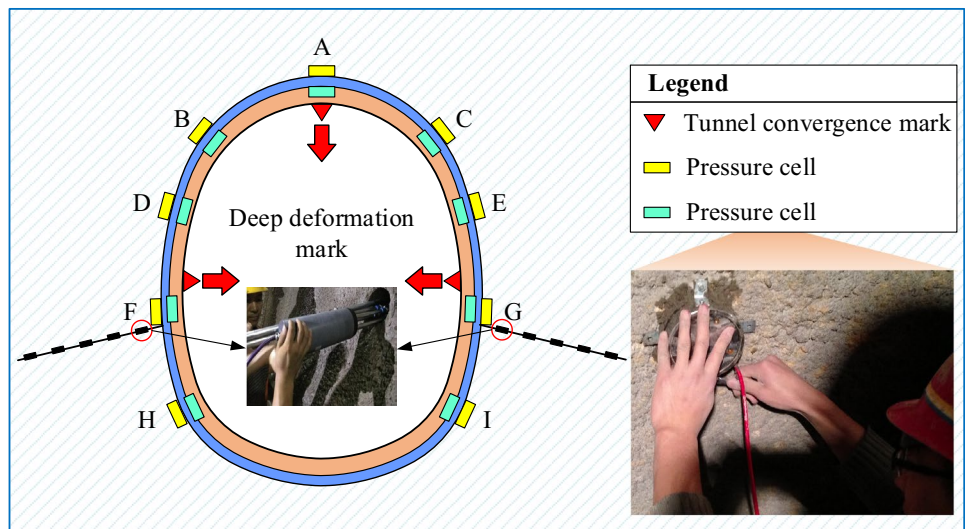 A
B
C
D
E
Deep deformation
mark
F
G
H
I
Legend
Tunnel convergence mark
Pressure cell
Pressure cell